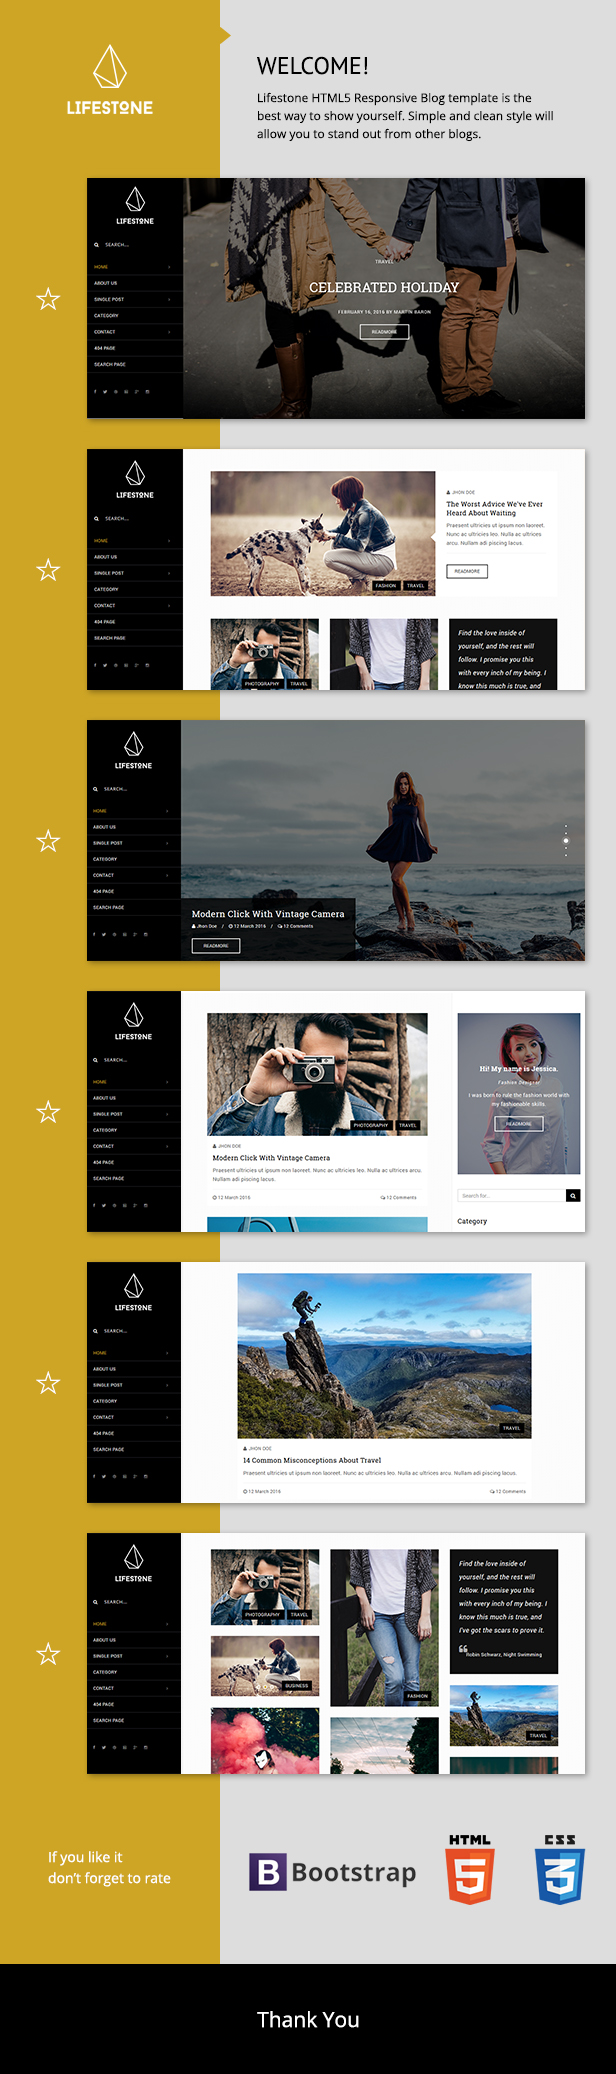 LIFESTONE
WELCOME!
Lifestone HTML5 Responsive Blog template is the
best way to show yourself. Simple and clean style will
allow you to stand out from other blogs.
LIFESTONE
SEARCH...
HOME
ABOUT US
SINGLE POST
CATEGORY
CONTACT
404 PAGE
SEARCH PAGE
TRAVEL
CELEBRATED HOLIDAY
FEBRUARY 16, 2016 BY MARTIN BARON
READMORE
LIFESTONE
SEARCH...
HOME
ABOUT US
SINGLE POST
CATEGORY
CONTACT
404 PAGE
SEARCH PAGE
FASHION
TRAVEL
JHON DOE
The Worst Advice We've Ever
Heard About Waiting
Praesent ultricies ut ipsum non laoreet.
Nunc ac ultricies leo. Nulla ac ultrices
arcu. Nullam adi piscing lacus.
READMORE
PHOTOGRAPHY
TRAVEL
Find the love inside of
yourself, and the rest will
follow. I promise you this
with every inch of my being. I
know this much is true, and
LIFESTONE
SEARCH...
HOME
ABOUT US
SINGLE POST
CATEGORY
CONTACT
404 PAGE
SEARCH PAGE
Modern Click With Vintage Camera
Jhon Doe / 12 March 2016 / 12 Comments
READMORE
LIFESTONE
SEARCH...
HOME
ABOUT US
SINGLE POST
CATEGORY
CONTACT
404 PAGE
SEARCH PAGE
PHOTOGRAPHY
TRAVEL
JHON DOE
Modern Click With Vintage Camera
Praesent ultricies ut ipsum non laoreet. Nunc ac ultricies leo. Nulla ac ultrices arcu.
Nullam adi piscing lacus.
12 March 2016
12 Comments
Hi! My name is Jessica.
Fashion Designer
I was born to rule the fashion world with
my fashionable skills.
READMORE
Search for...
Category
LIFESTONE
SEARCH...
HOME
ABOUT US
SINGLE POST
CATEGORY
CONTACT
404 PAGE
SEARCH PAGE
TRAVEL
JHON DOE
14 Common Misconceptions About Travel
Praesent ultricies ut ipsum non laoreet. Nunc ac ultricies leo. Nulla ac ultrices arcu. Nullam adi piscing lacus.
12 March 2016
12 Comments
LIFESTONE
SEARCH...
HOME
ABOUT US
SINGLE POST
CATEGORY
CONTACT
404 PAGE
SEARCH PAGE
PHOTOGRAPHY
TRAVEL
BUSINESS
FASHION
Find the love inside of
yourself, and the rest will
follow. I promise you this
with every inch of my being. I
know this much is true, and
I've got the scars to prove it.
Robin Schwarz, Night Swimming
TRAVEL
If you like it
don't forget to rate
B Bootstrap
HTML
5
CSS
3
Thank You